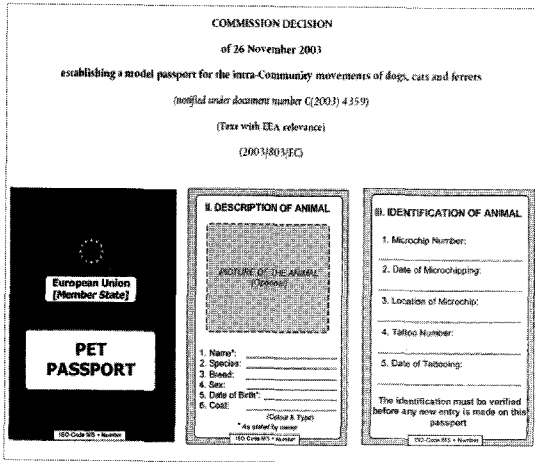 COMMISSION DECISION
of 26 November 2003
establishing a model passport for the intra-Community movements of dogs, cats and ferrets
(notified under document number C(2003) 4359)
(Text with EEA relevance)
(2003/803/EC)
European Union
[Member State]
PET
PASSPORT
ISO-Code MS + Number
II. DESCRIPTION OF ANIMAL
PICTURE OF THE ANIMAL
(Optional)
1. Name*:
2. Species:
3. Breed:
4. Sex:
5. Date of Birth*:
6. Coat:
(Colour & Type)
* As stated by owner
ISO-Code MS + Number
III. IDENTIFICATION OF ANIMAL
1. Microchip Number:
2. Date of Microchipping:
3. Location of Microchip:
4. Tattoo Number:
5. Date of Tattooing:
The identification must be verified
before any new entry is made on this
passport
ISO-Code MS + Number